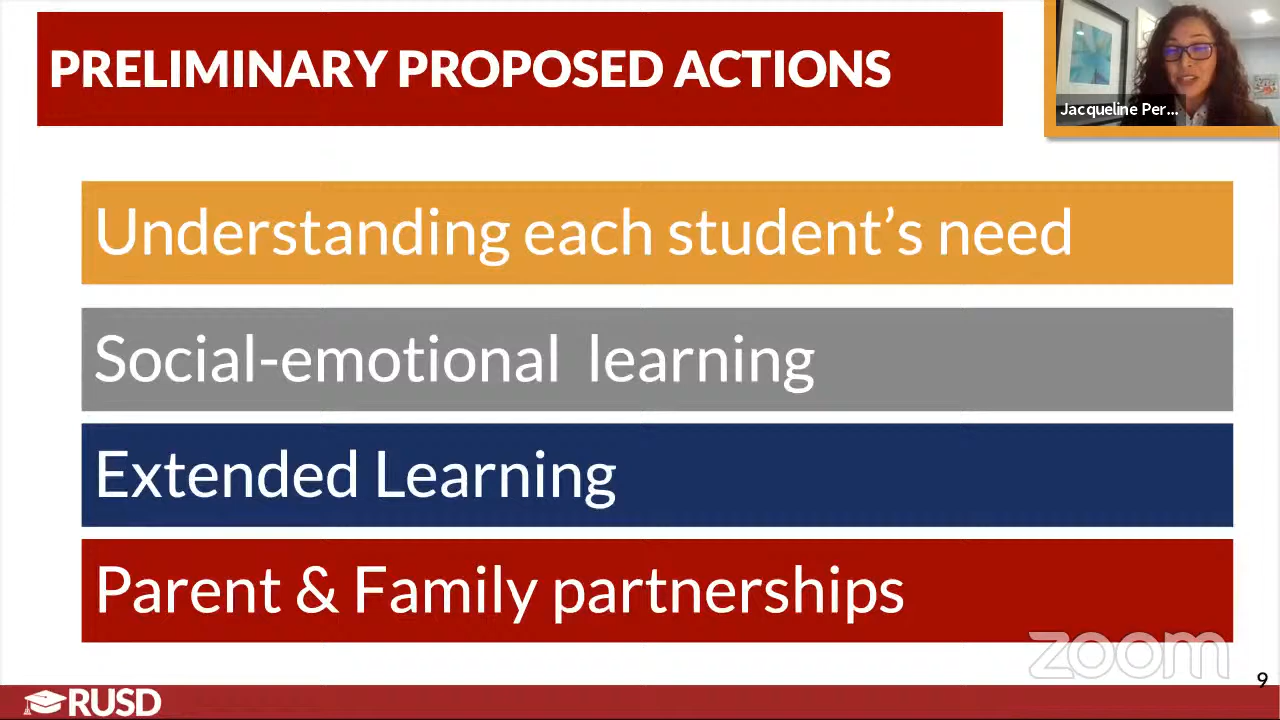 PRELIMINARY PROPOSED ACTIONS
Jacqueline Per...
Understanding each student’s need
Social-emotional learning
Extended Learning
Parent & Family partnerships
zoom
9
RUSD